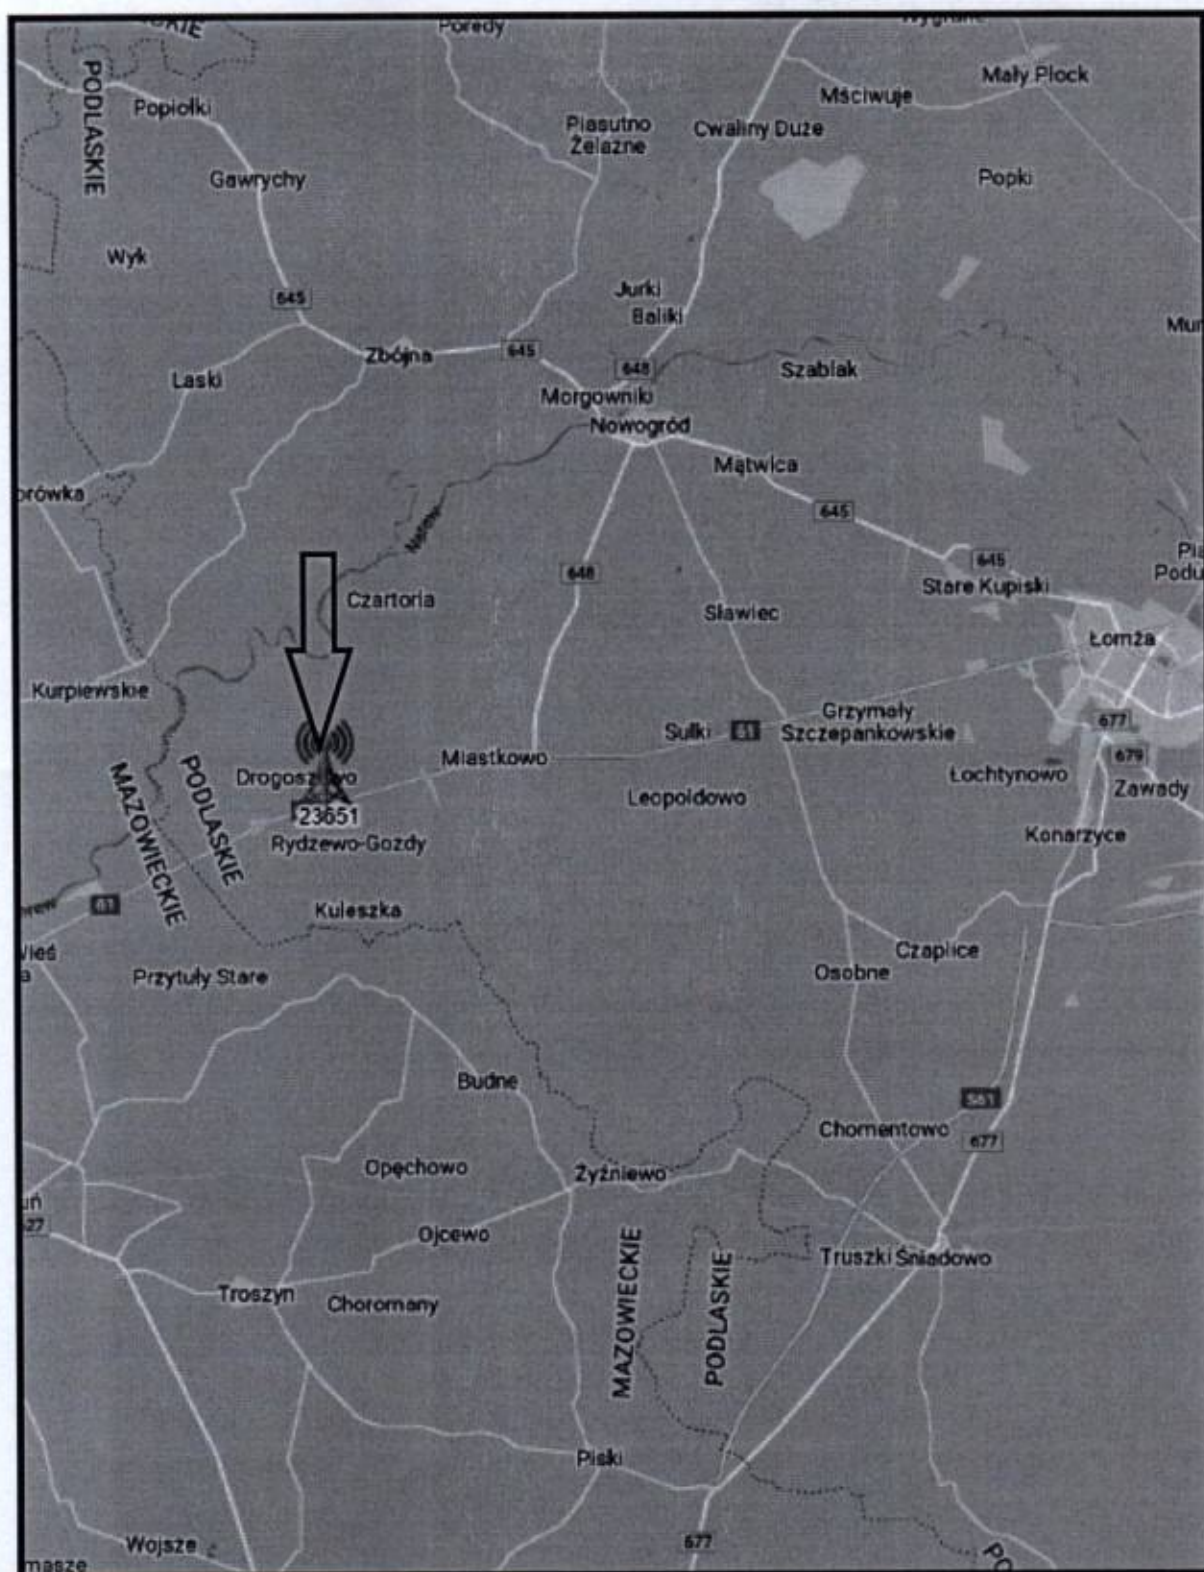 Poredy
PODLASKIE
Popiołki
Mały Płock
Mściwuje
Piasutno
Żelazne
Cwaliny Duże
Gawrychy
Popki
Wyk
645
Jurki
Baliki
Zbójna
645
648
Szablak
Laski
Morgowniki
Nowogród
Mątwica
645
645
648
Stare Kupiski
Czartoria
Sławiec
Łomża
Kurpiewskie
Grzymały
Szczepankowskie
Sulki
61
677
679
Miastkowo
Łochtynowo
Zawady
Leopoldowo
23651
Rydzewo-Gozdy
Konarzyce
MAZOWIECKIE
PODLASKIE
61
Kuleszka
Czaplice
Osobne
Przytuły Stare
Budne
S61
Chomentowo
677
Opęchowo
Żyźniewo
Ojcewo
Truszki
Śniadowo
Troszyn
Choromany
MAZOWIECKIE
PODLASKIE
Piski
677
Wojsze